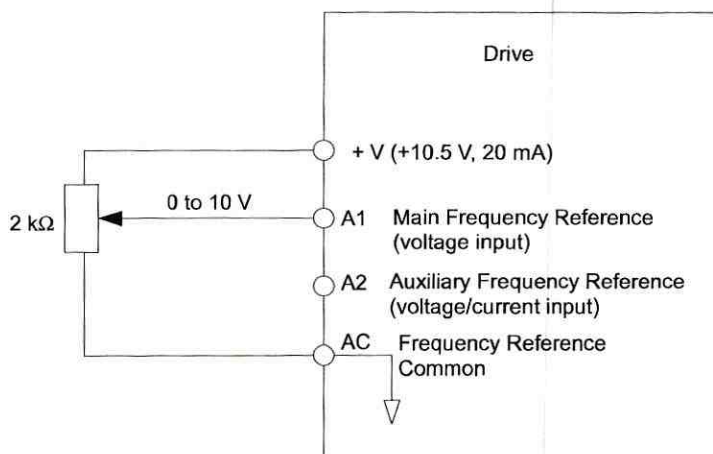 Drive
+ V (+10.5 V, 20 mA)
0 to 10 V
2 kΩ
A1 Main Frequency Reference
(voltage input)
A2 Auxiliary Frequency Reference
(voltage/current input)
AC Frequency Reference
Common